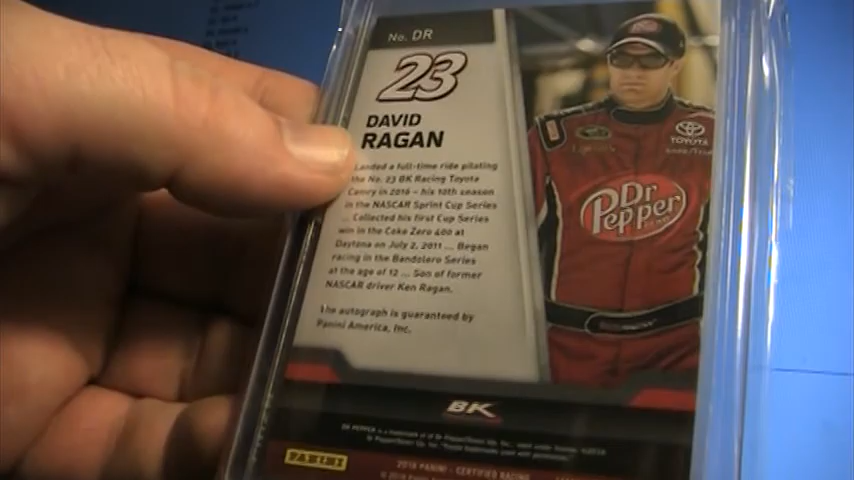 No. DR
23
DAVID
RAGAN
Landed a full-time ride piloting
the No. 23 BK Racing Toyota
Camry in 2016 – his 10th season
in the NASCAR Sprint Cup Series
... Collected his first Cup Series
win in the Coke Zero 400 at
Daytona on July 2, 2011 ... Began
racing in the Bandolero Series
at the age of 12 ... Son of former
NASCAR driver Ken Ragan.
The autograph is guaranteed by
Panini America, Inc.
TOYOTA
Dr
Pepper
BK
PANINI
2016 PANINI - CERTIFIED RACING